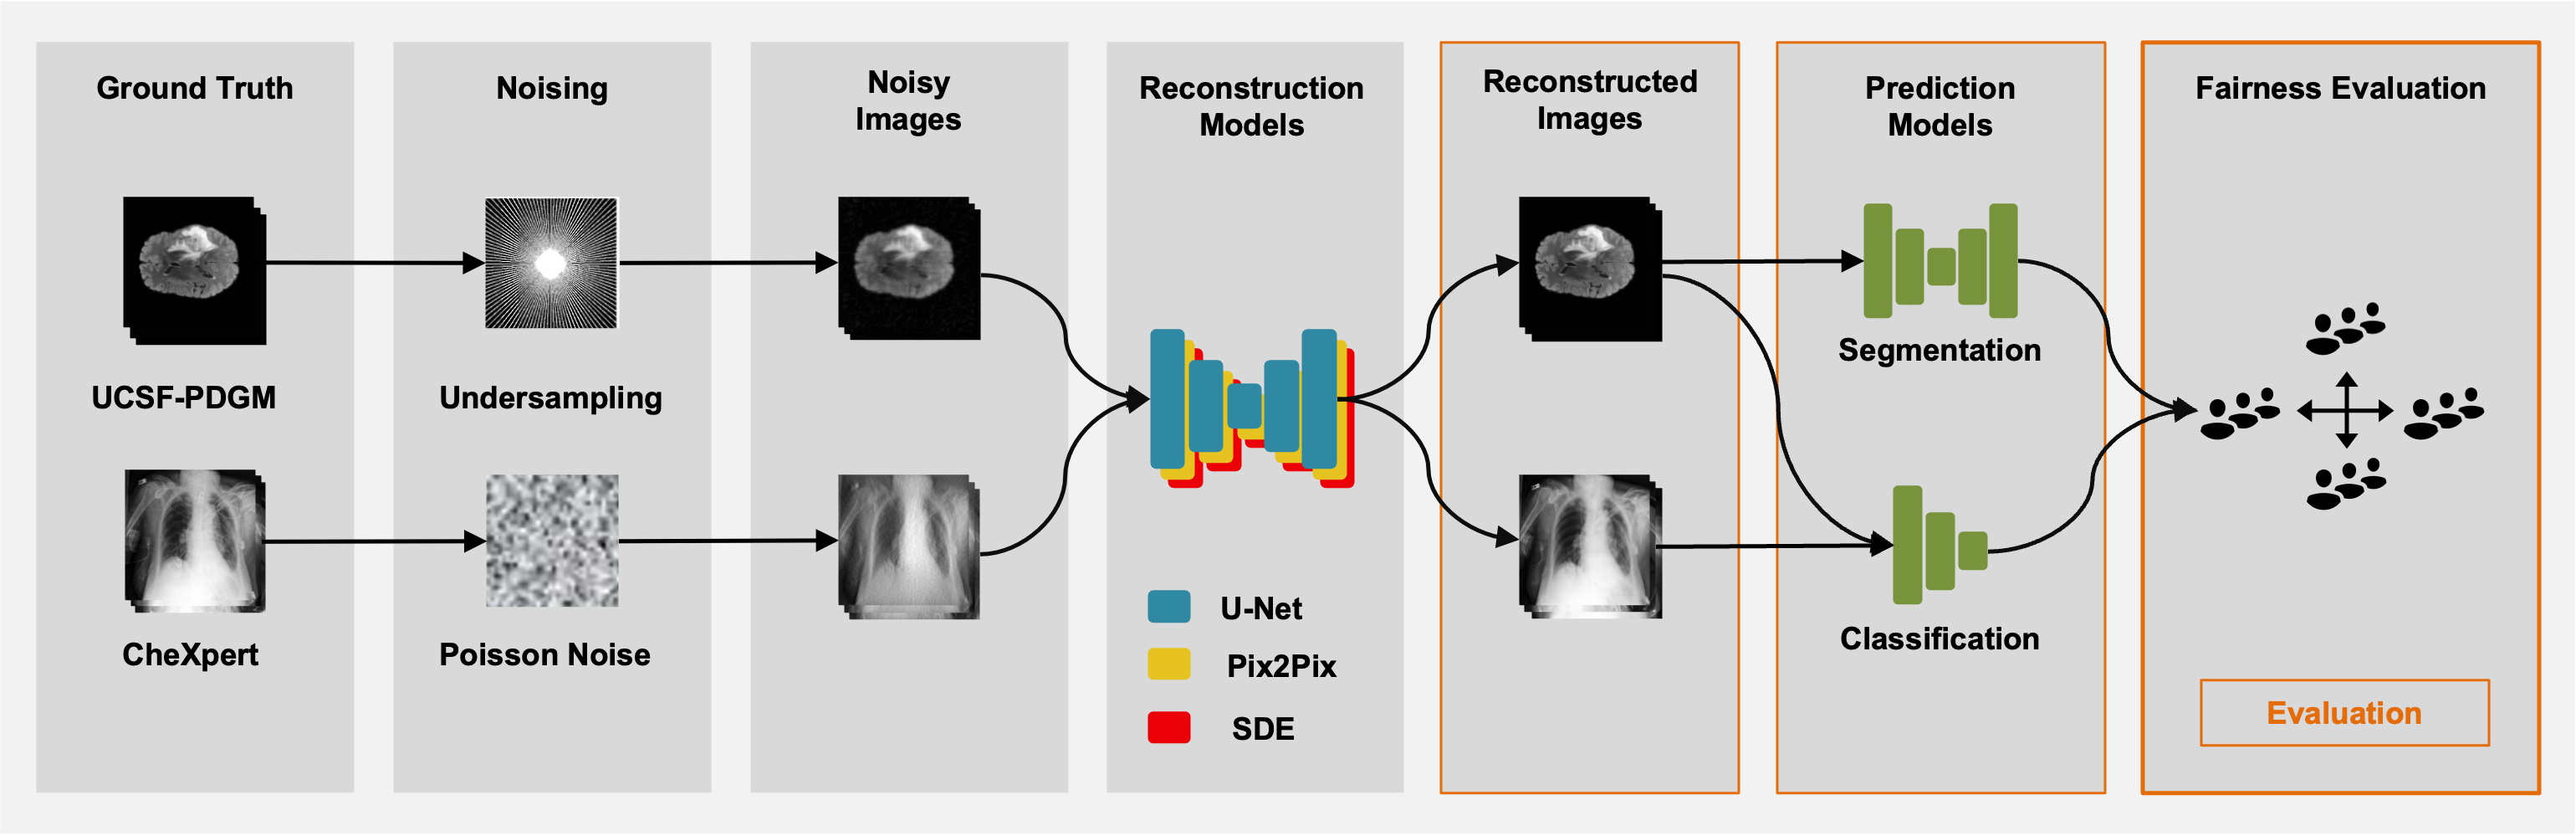 Ground Truth
UCSF-PDGM
CheXpert
Noising
Undersampling
Poisson Noise
Noisy
Images
Reconstruction
Models
U-Net
Pix2Pix
SDE
Reconstructed
Images
Prediction
Models
Segmentation
Classification
Fairness Evaluation
Evaluation